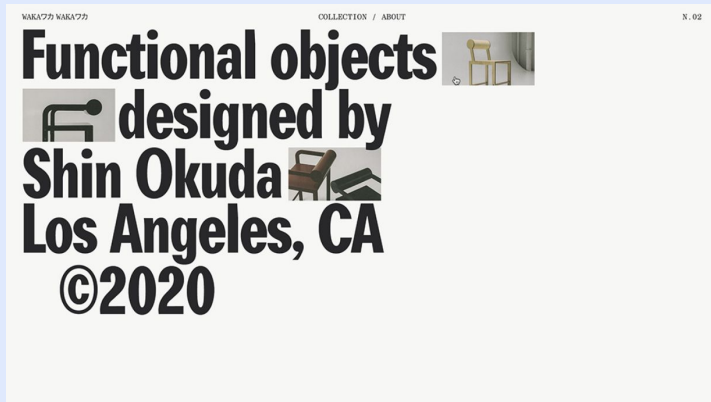 WAKAワカ WAKAワカ
COLLECTION / ABOUT
N.02
Functional objects
designed by
Shin Okuda
Los Angeles, CA
©2020